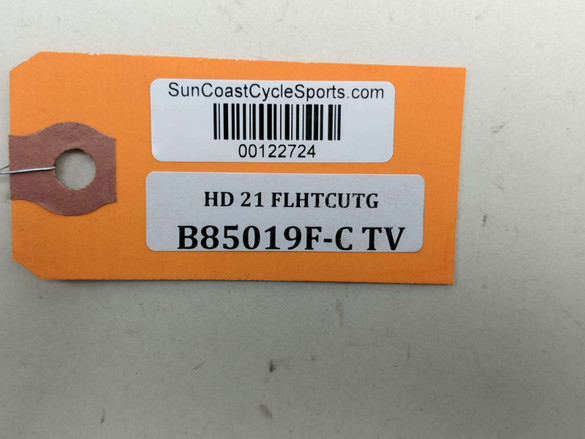 SunCoastCycleSports.com
00122724
HD 21 FLHTCUTG
B85019F-C TV